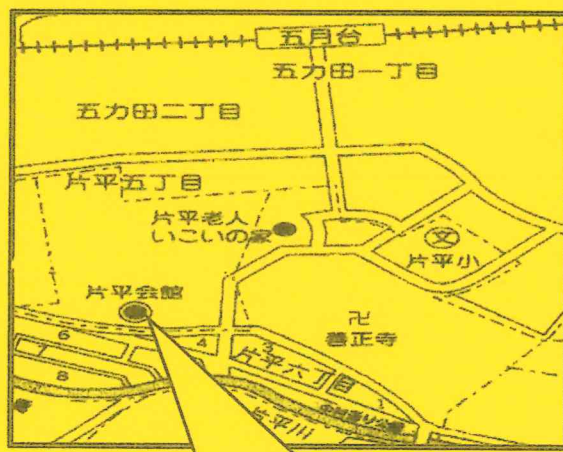 五月台
五力田一丁目
五力田二丁目
片平五丁目
片平老人
いこいの家
文
片平小
片平会館
卍
善正寺
6
4
3
片平六丁目
8
片平川